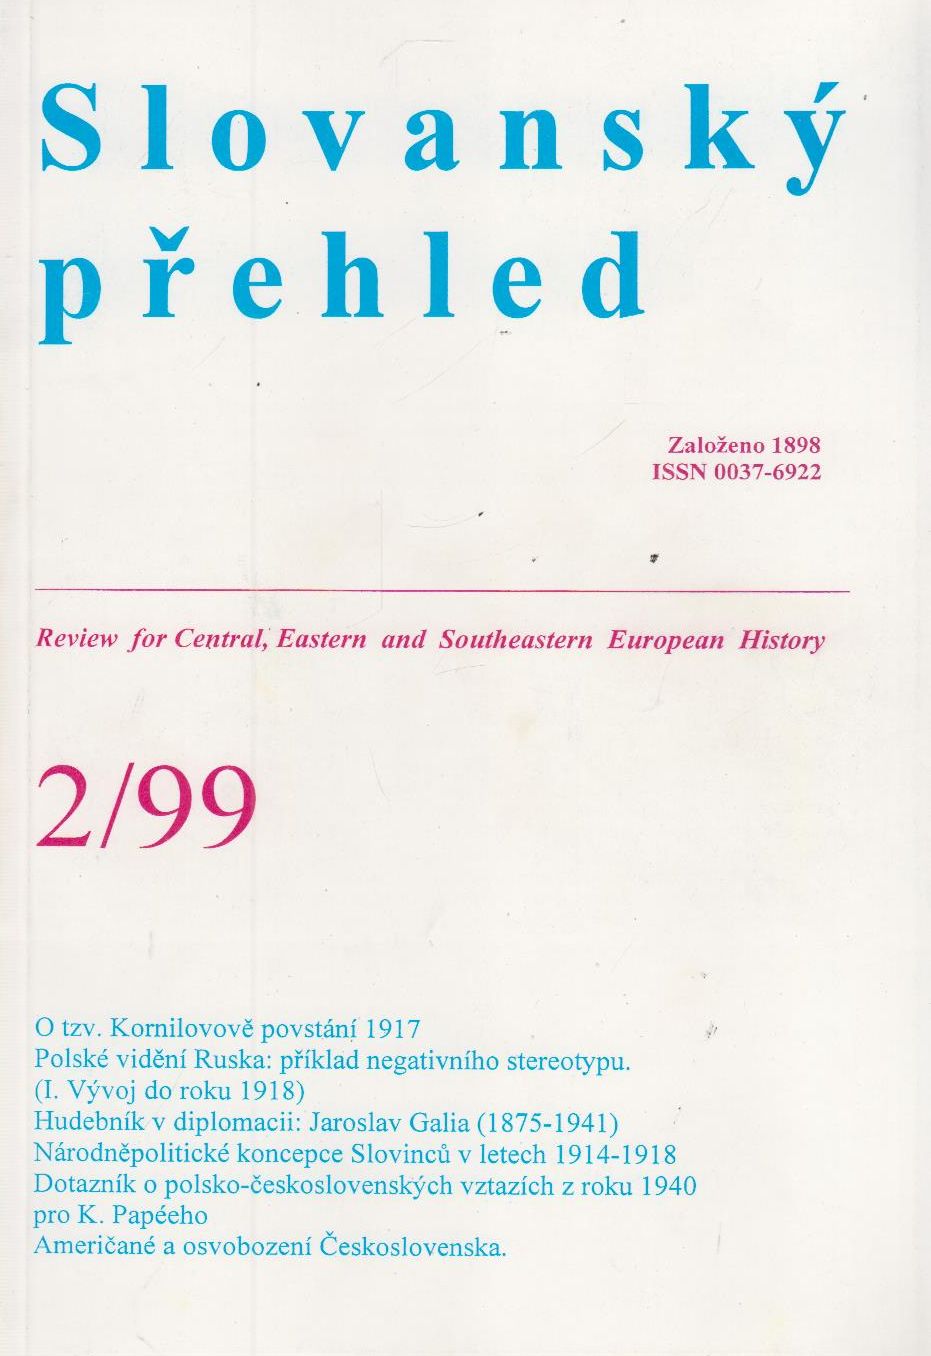 Slovanský
přehled
Založeno 1898
ISSN 0037-6922
Review for Central, Eastern and Southeastern European History
2/99
O tzv. Kornilovově povstání 1917
Polské vidění Ruska: příklad negativního stereotypu.
(I. Vývoj do roku 1918)
Hudebník v diplomacii: Jaroslav Galia (1875-1941)
Národněpolitické koncepce Slovinců v letech 1914-1918
Dotazník o polsko-československých vztazích z roku 1940
pro K. Papéeho
Američané a osvobození Československa.